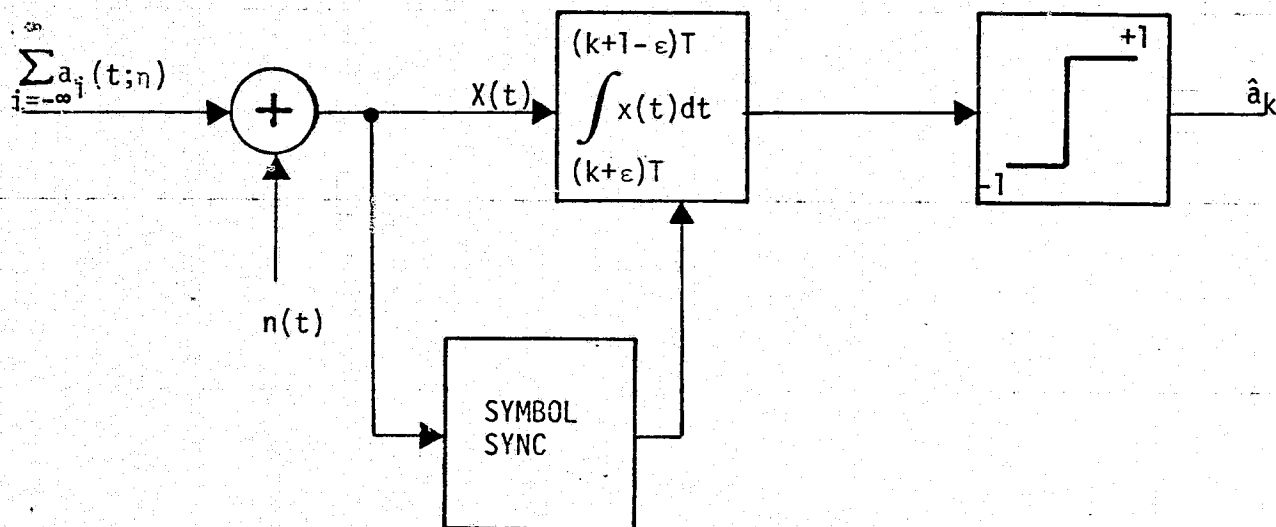 ∞
∑ a_i (t;η)
i=-∞
+
n(t)
X(t)
(k+1-ε)T
∫ x(t)dt
(k+ε)T
SYMBOL
SYNC
+1
-1
â_k